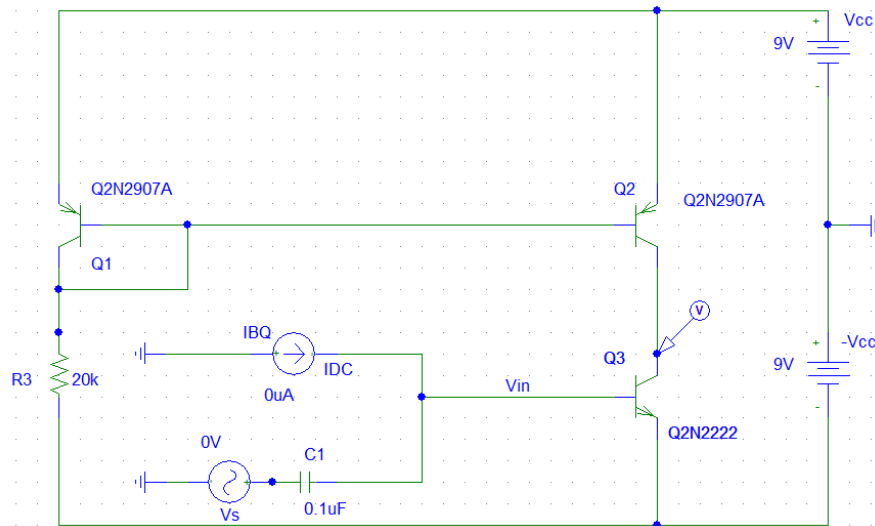 Vcc
9V
Q2N2907A
Q2
Q2N2907A
Q1
IBQ
-Vcc
Q3
9V
R3
20k
IDC
0uA
Vin
0V
C1
Q2N2222
Vs
0.1uF
V
+
-
+
-